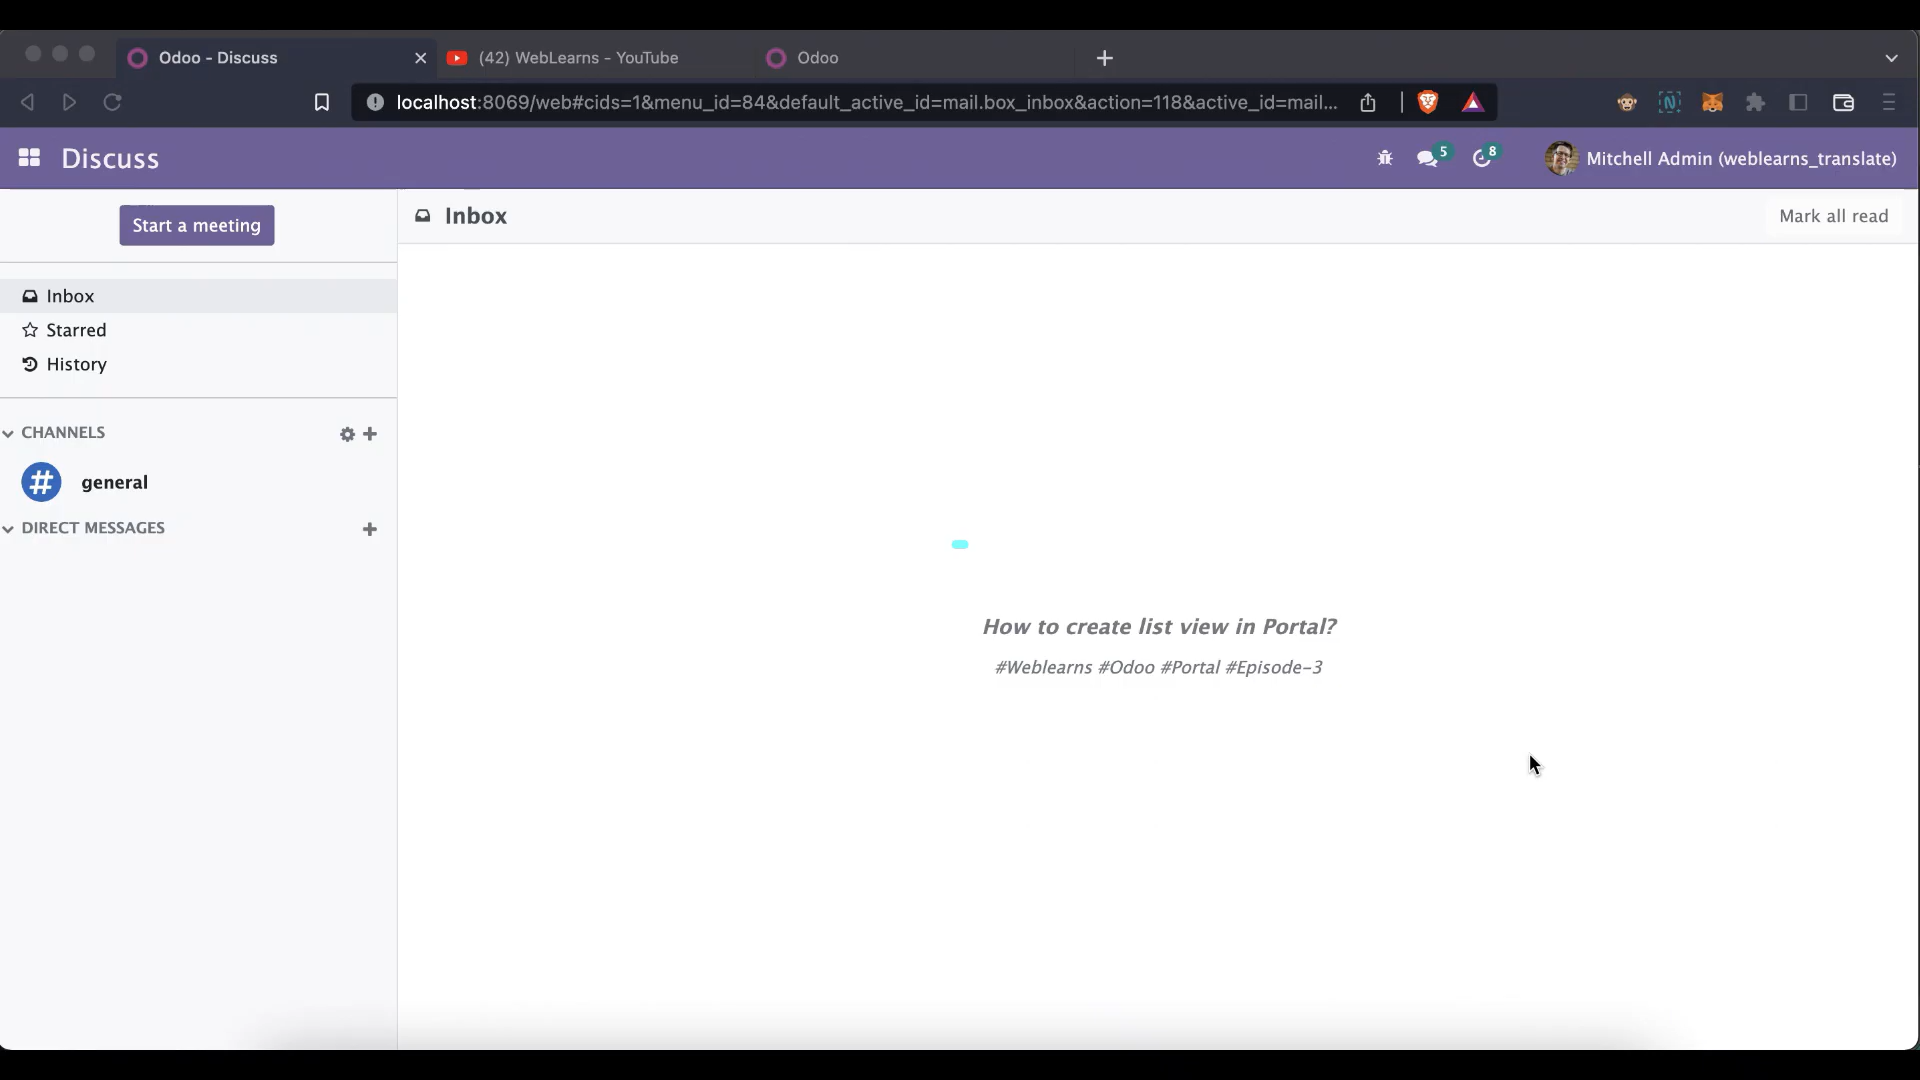 Odoo - Discuss
(42) WebLearns - YouTube
Odoo
localhost:8069/web#cids=1&menu_id=84&default_active_id=mail.box_inbox&action=118&active_id=mail...
Discuss
5
8
Mitchell Admin (weblearns_translate)
Start a meeting
Inbox
Mark all read
Inbox
Starred
History
CHANNELS
# general
DIRECT MESSAGES
How to create list view in Portal?
#Weblearns #Odoo #Portal #Episode-3